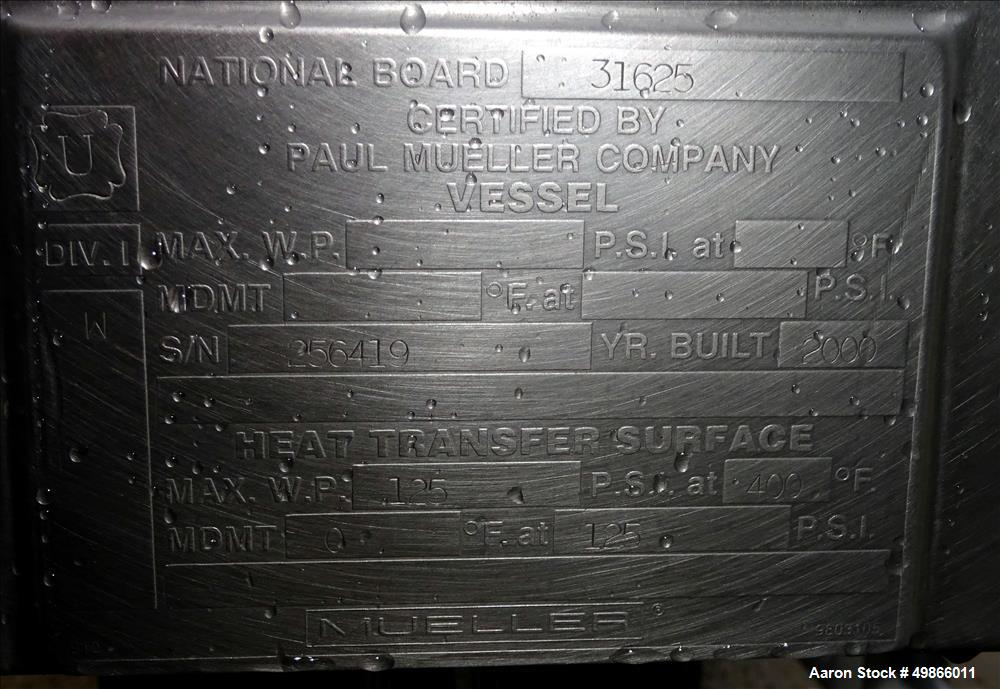 NATIONAL BOARD 31625
CERTIFIED BY
PAUL MUELLER COMPANY
VESSEL
U
DIV. I
W
MAX. W.P. P.S.I. at °F.
MDMT °F. at P.S.I.
S/N 256419 YR. BUILT 2000
HEAT TRANSFER SURFACE
MAX. W.P. 125 P.S.I. at 400 °F.
MDMT 0 °F. at 125 P.S.I.
MUELLER ®
Aaron Stock # 49866011